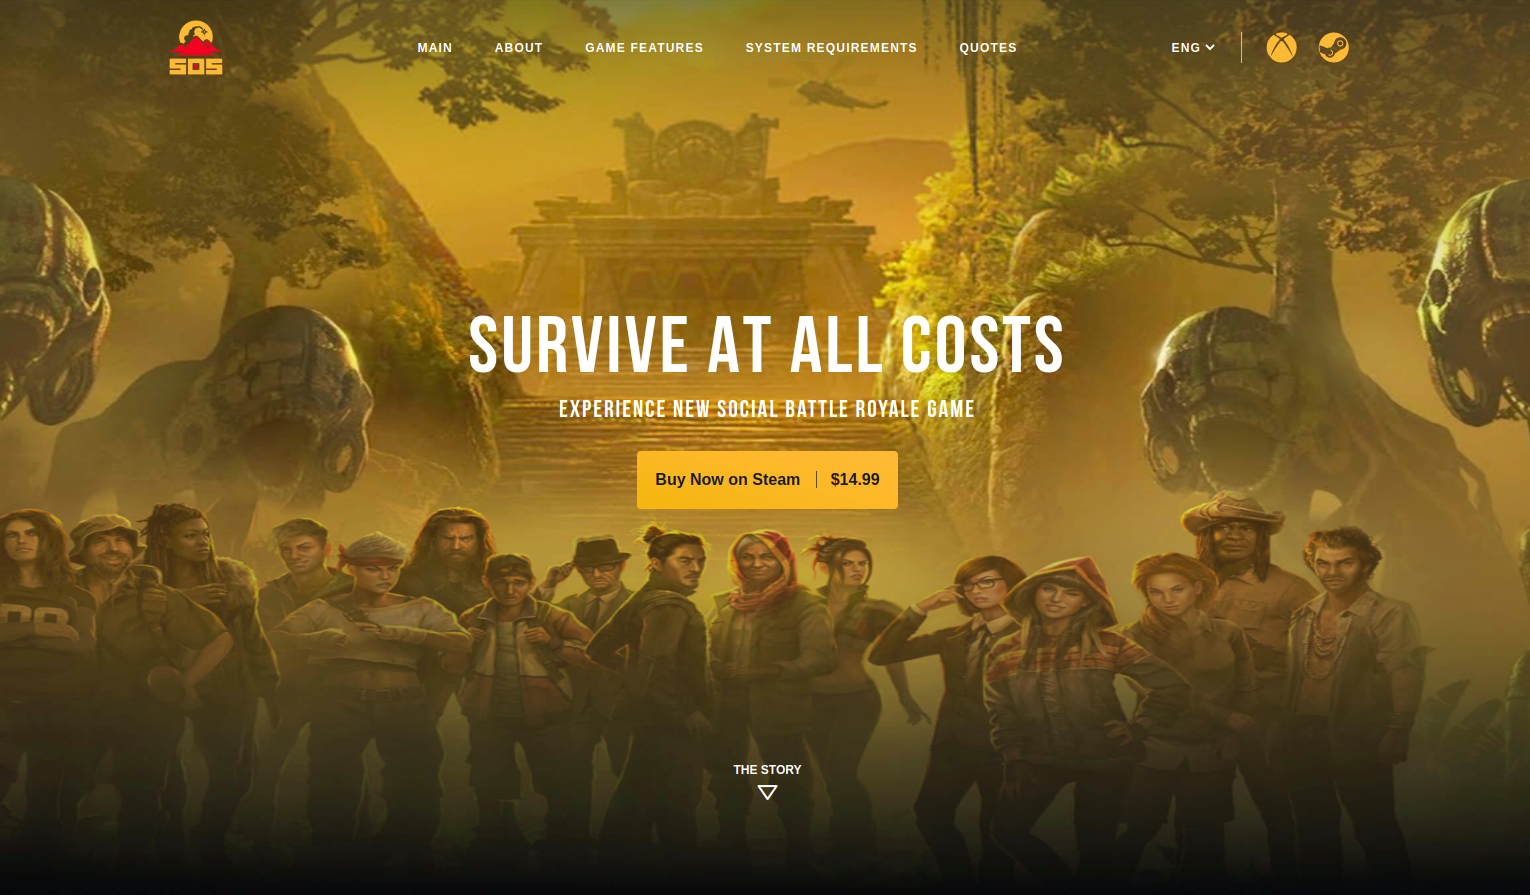 SOS
MAIN ABOUT GAME FEATURES SYSTEM REQUIREMENTS QUOTES ENG
SURVIVE AT ALL COSTS
EXPERIENCE NEW SOCIAL BATTLE ROYALE GAME
Buy Now on Steam $14.99
THE STORY